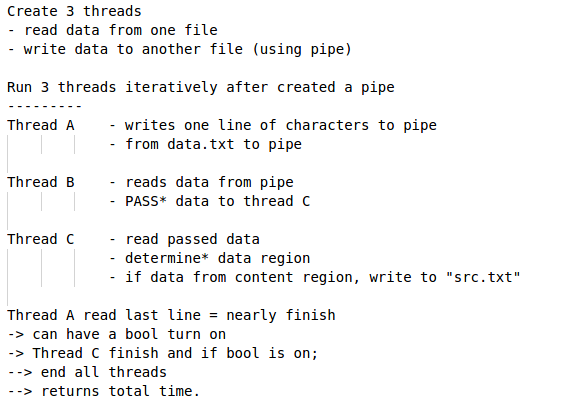 Create 3 threads
- read data from one file
- write data to another file (using pipe)
Run 3 threads iteratively after created a pipe
---------
Thread A - writes one line of characters to pipe
- from data.txt to pipe
Thread B - reads data from pipe
- PASS* data to thread C
Thread C - read passed data
- determine* data region
- if data from content region, write to "src.txt"
Thread A read last line = nearly finish
-> can have a bool turn on
-> Thread C finish and if bool is on;
--> end all threads
--> returns total time.